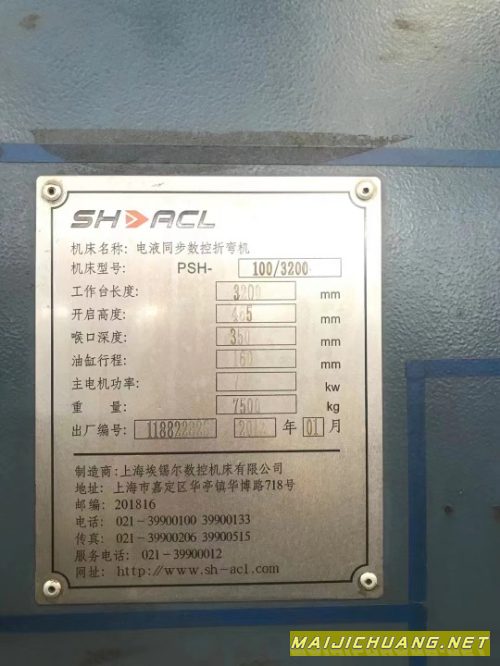 SH ACL
机床名称: 电液同步数控折弯机
机床型号: PSH- 100/3200
工作台长度: 3200 mm
开启高度: mm
喉口深度: 350 mm
油缸行程: mm
主电机功率: kw
重 量: 7500 kg
出厂编号: 年 01 月
制造商:上海埃锡尔数控机床有限公司
地址: 上海市嘉定区华亭镇华博路718号
邮编: 201816
电话: 021-39900100 39900133
传真: 021-39900206 39900515
服务电话: 021-39900012
网址: http://www.sh-acl.com
MAIJICHUANG.NET